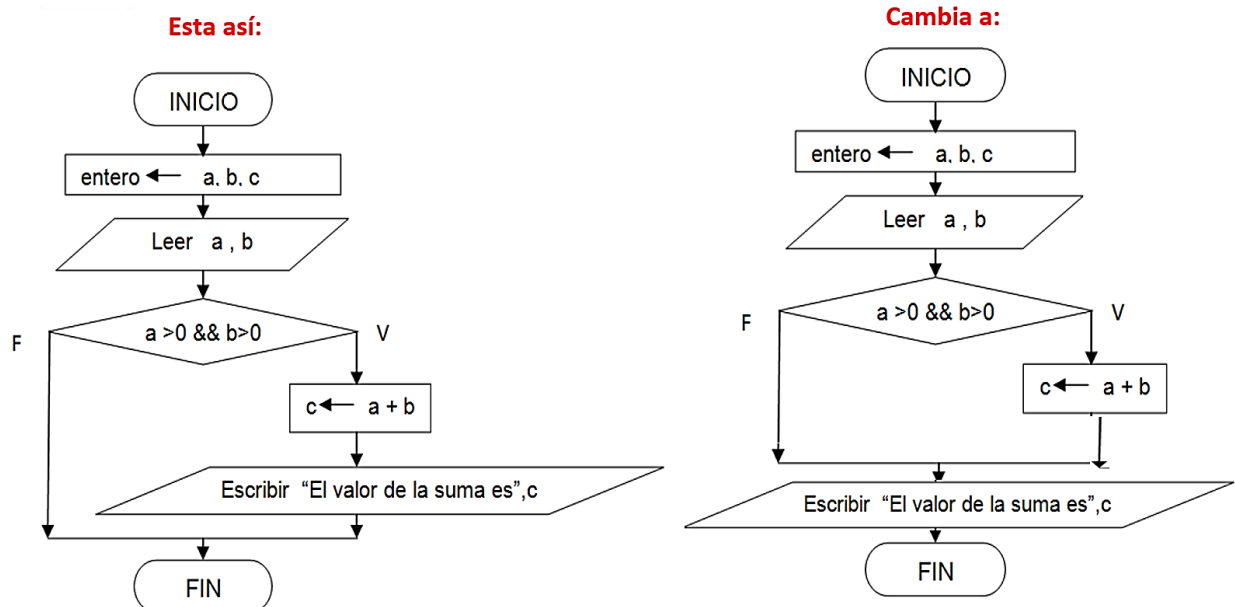 Esta así:
INICIO
entero ← a, b, c
Leer a , b
a >0 && b>0
F
V
c ← a + b
Escribir “El valor de la suma es”,c
FIN
Cambia a:
INICIO
entero ← a, b, c
Leer a , b
a >0 && b>0
F
V
c ← a + b
Escribir “El valor de la suma es”,c
FIN